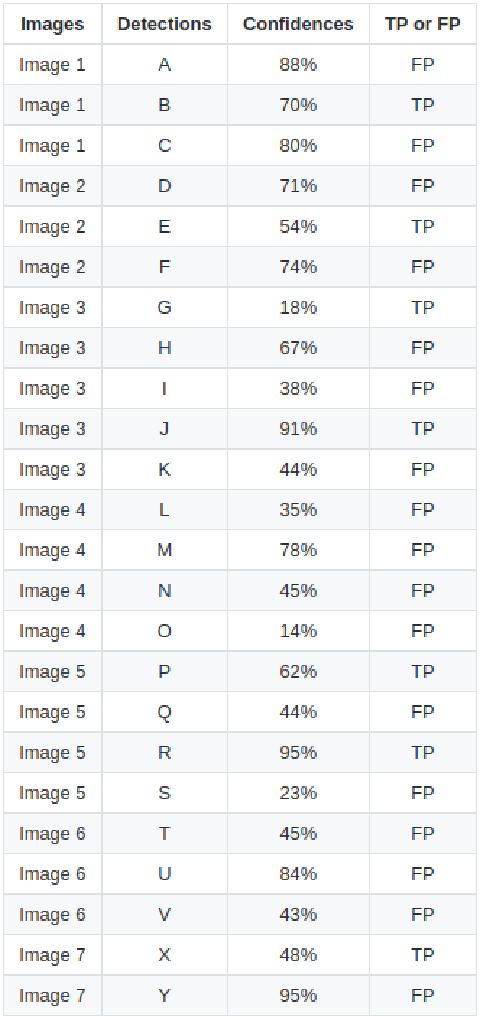 Images Detections Confidences TP or FP
Image 1 A 88% FP
Image 1 B 70% TP
Image 1 C 80% FP
Image 2 D 71% FP
Image 2 E 54% TP
Image 2 F 74% FP
Image 3 G 18% TP
Image 3 H 67% FP
Image 3 I 38% FP
Image 3 J 91% TP
Image 3 K 44% FP
Image 4 L 35% FP
Image 4 M 78% FP
Image 4 N 45% FP
Image 4 O 14% FP
Image 5 P 62% TP
Image 5 Q 44% FP
Image 5 R 95% TP
Image 5 S 23% FP
Image 6 T 45% FP
Image 6 U 84% FP
Image 6 V 43% FP
Image 7 X 48% TP
Image 7 Y 95% FP